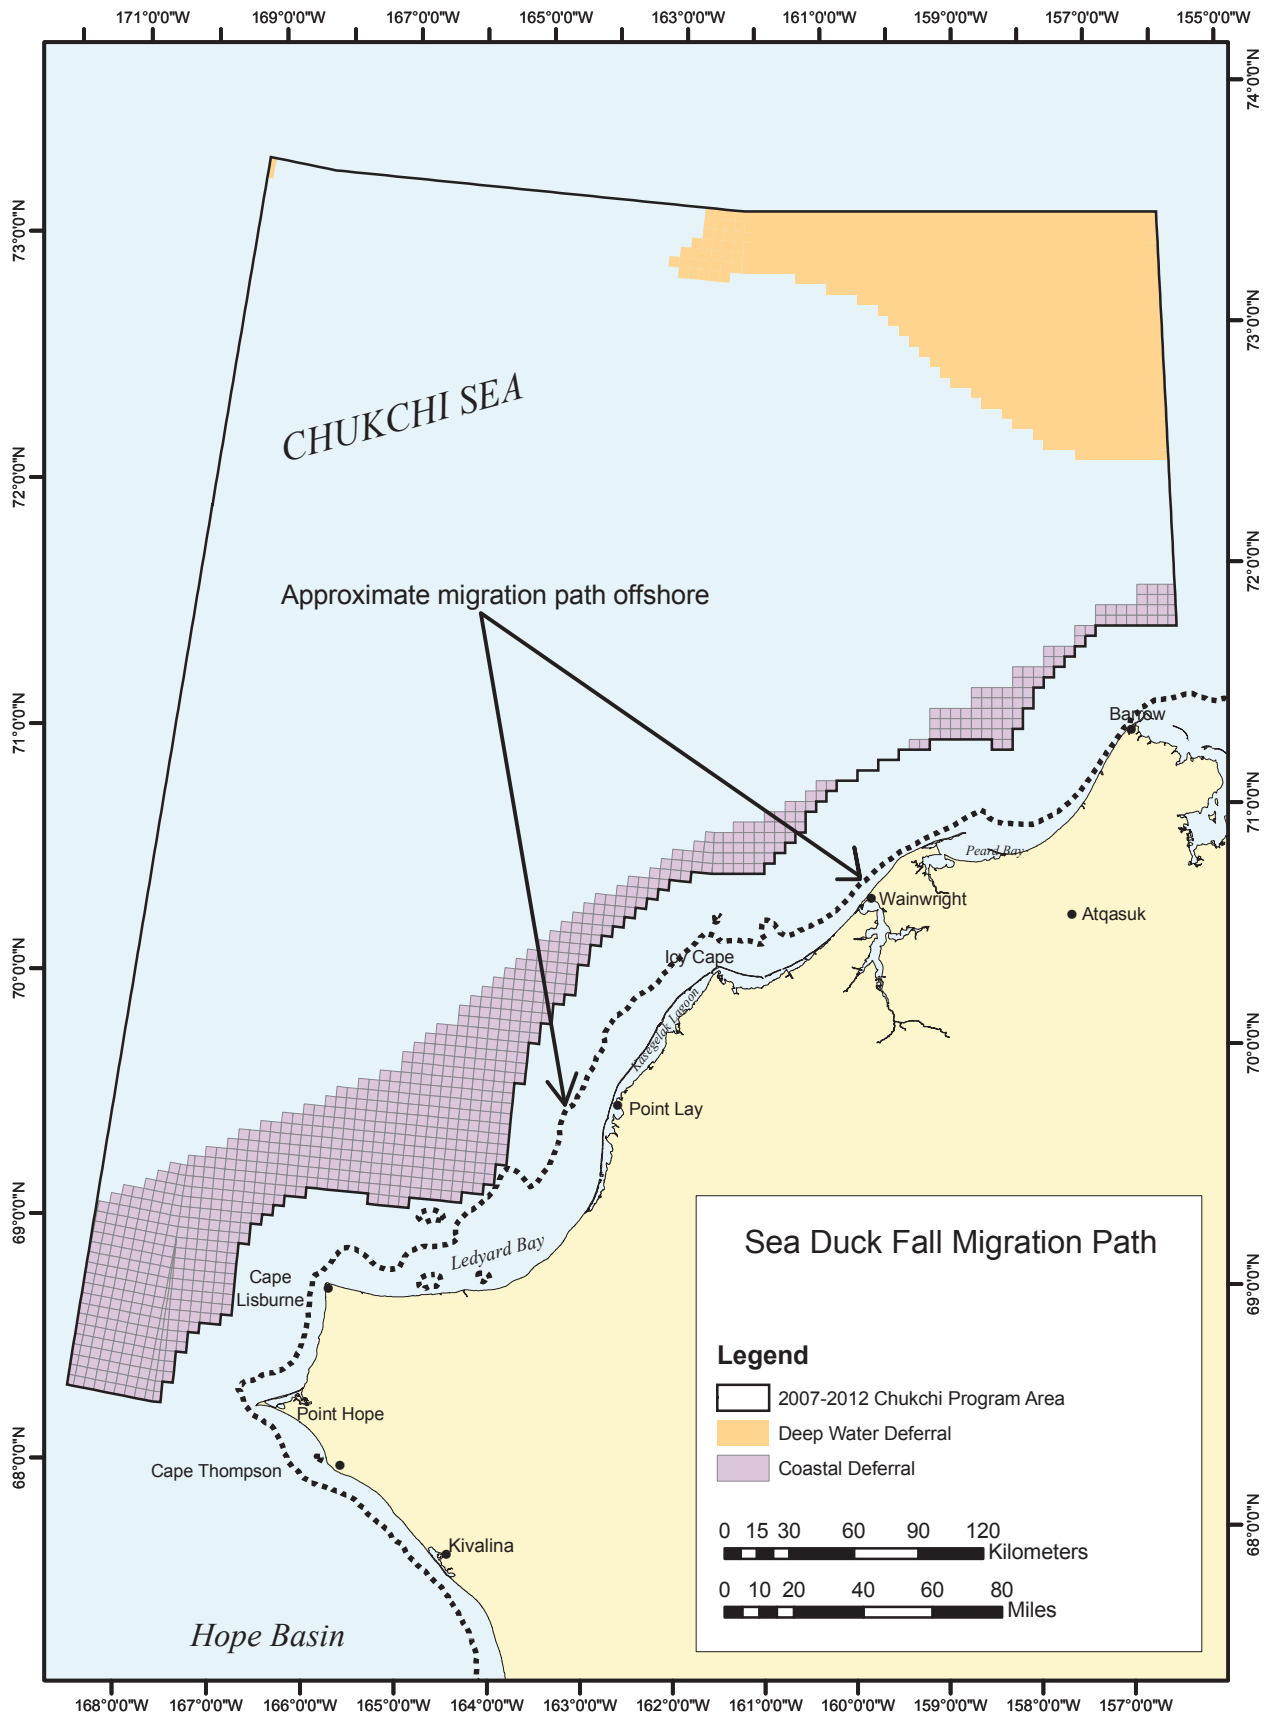 171°0'0"W
169°0'0"W
167°0'0"W
165°0'0"W
163°0'0"W
161°0'0"W
159°0'0"W
157°0'0"W
155°0'0"W
74°0'0"N
73°0'0"N
73°0'0"N
CHUKCHI SEA
72°0'0"N
72°0'0"N
Approximate migration path offshore
71°0'0"N
Barrow
71°0'0"N
Peard Bay
Wainwright
Atqasuk
Icy Cape
70°0'0"N
Kasegelak Lagoon
70°0'0"N
Point Lay
69°0'0"N
Ledyard Bay
Cape
Lisburne
69°0'0"N
Point Hope
Cape Thompson
68°0'0"N
Kivalina
68°0'0"N
Hope Basin
Sea Duck Fall Migration Path
Legend
2007-2012 Chukchi Program Area
Deep Water Deferral
Coastal Deferral
0 15 30 60 90 120
Kilometers
0 10 20 40 60 80
Miles
168°0'0"W
167°0'0"W
166°0'0"W
165°0'0"W
164°0'0"W
163°0'0"W
162°0'0"W
161°0'0"W
160°0'0"W
159°0'0"W
158°0'0"W
157°0'0"W